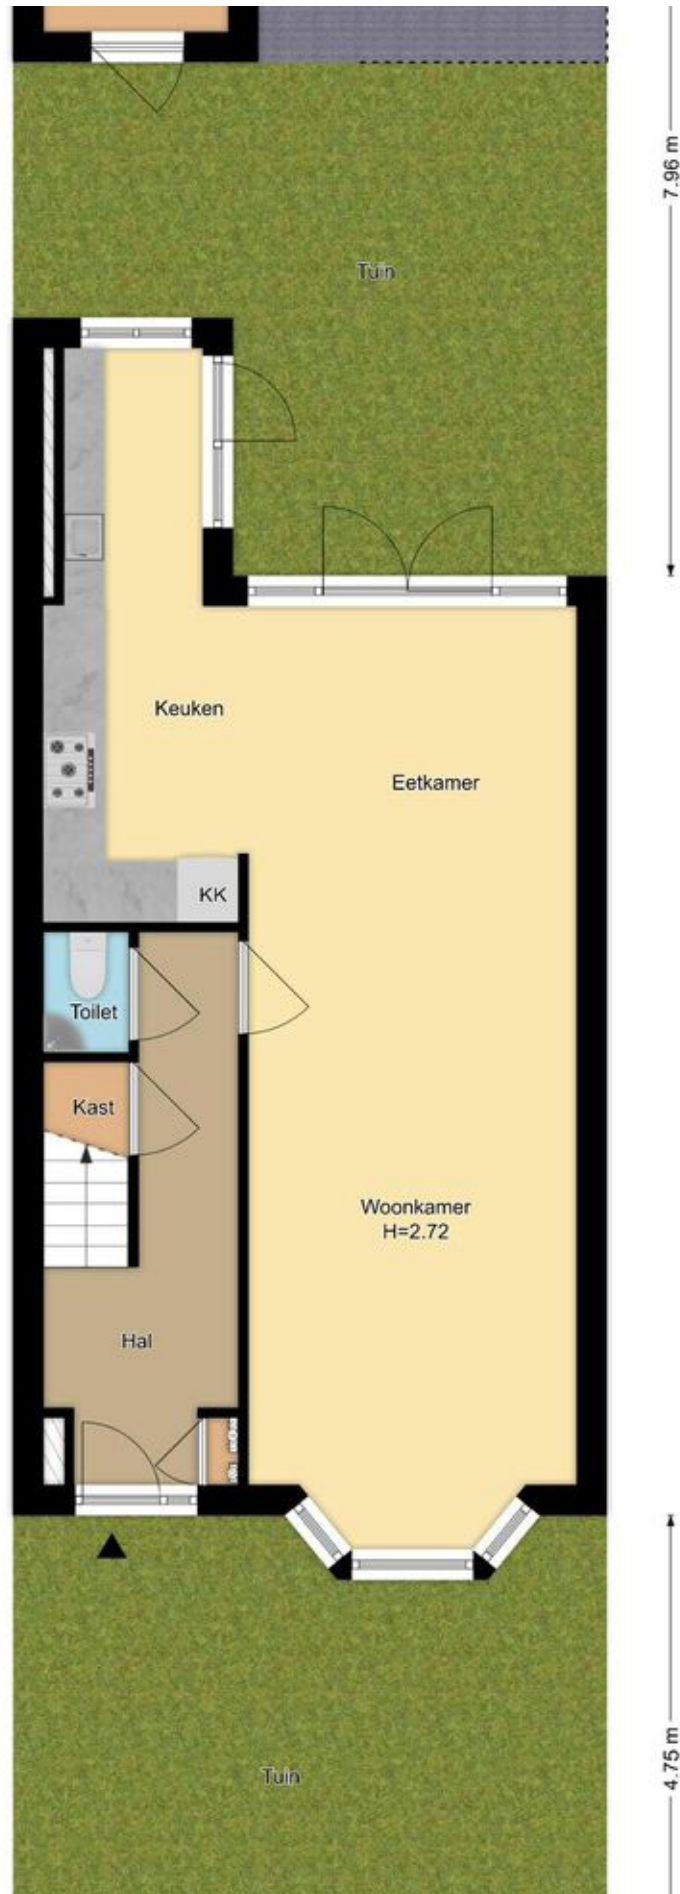 7.96 m
Tuin
Keuken
Eetkamer
KK
Toilet
Kast
Woonkamer
H=2.72
Hal
4.75 m
Tuin